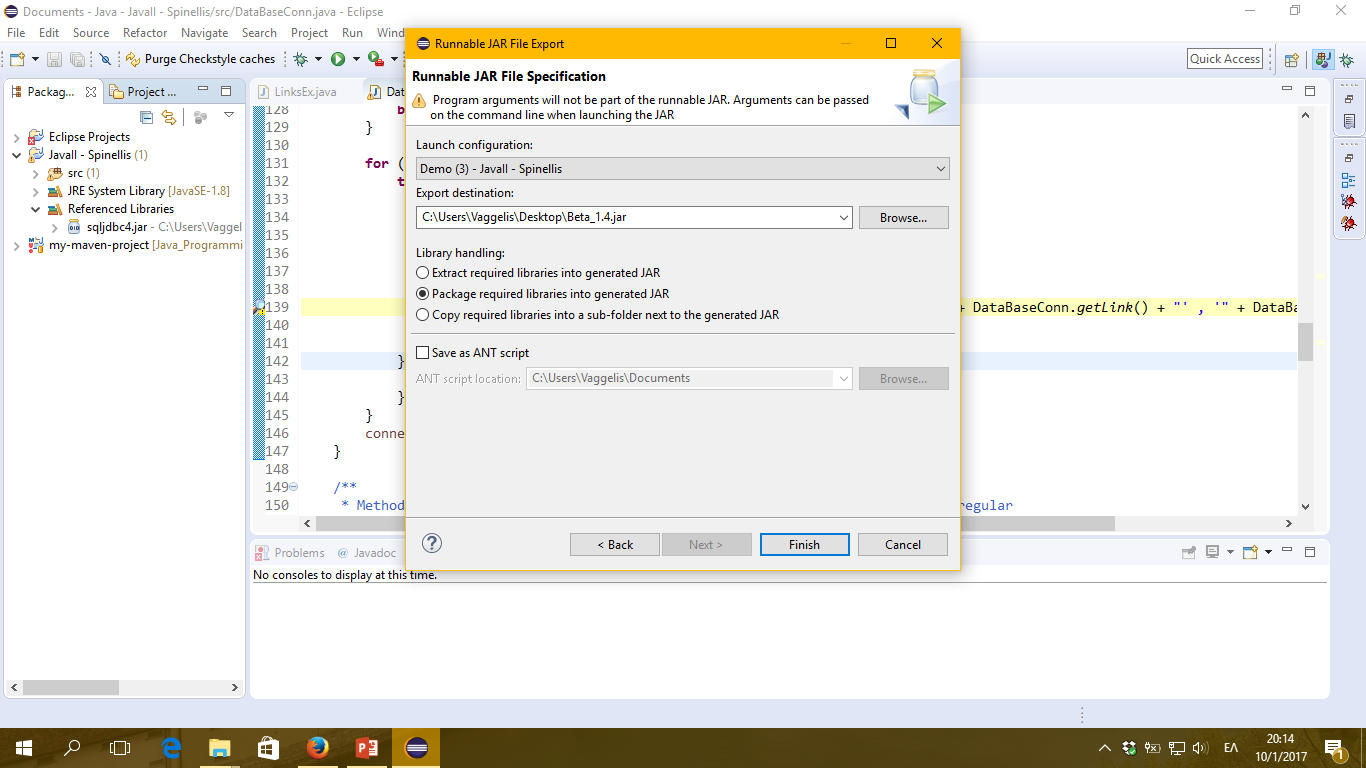 Documents - Java - Javall - Spinellis/src/DataBaseConn.java - Eclipse
File Edit Source Refactor Navigate Search Project Run Wind
Purge Checkstyle caches
Quick Access
Packag...
Project ...
Eclipse Projects
Javall - Spinellis (1)
src (1)
JRE System Library [JavaSE-1.8]
Referenced Libraries
sqljdbc4.jar - C:\Users\Vaggel
my-maven-project [Java_Programmi
LinksEx.java
Dat
128 b
129 }
130
131 for (
132 t
133
134
135
136
137
138
139 + DataBaseConn.getLink() + "' , '" + DataBa
140
141
142 }
143
144 }
145 }
146 conne
147 }
148
149 /**
150 * Method
egular
Runnable JAR File Export
Runnable JAR File Specification
Program arguments will not be part of the runnable JAR. Arguments can be passed
on the command line when launching the JAR
Launch configuration:
Demo (3) - Javall - Spinellis
Export destination:
C:\Users\Vaggelis\Desktop\Beta_1.4.jar
Browse...
Library handling:
Extract required libraries into generated JAR
Package required libraries into generated JAR
Copy required libraries into a sub-folder next to the generated JAR
Save as ANT script
ANT script location: C:\Users\Vaggelis\Documents
Browse...
?
< Back Next > Finish Cancel
Problems @ Javadoc
No consoles to display at this time.
ΕΛ
20:14
10/1/2017
1